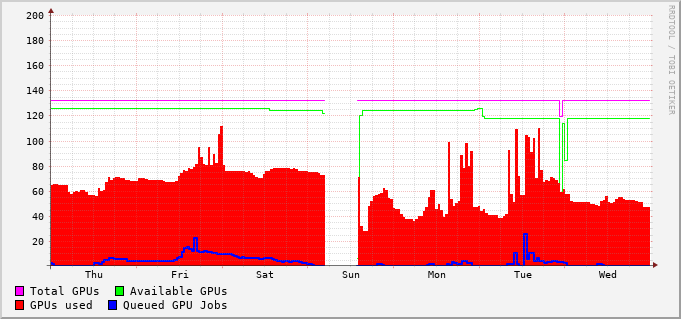 200
180
160
140
120
100
80
60
40
20
Thu Fri Sat Sun Mon Tue Wed
Total GPUs Available GPUs
GPUs used Queued GPU Jobs
RRDTOOL / TOBI OETIKER